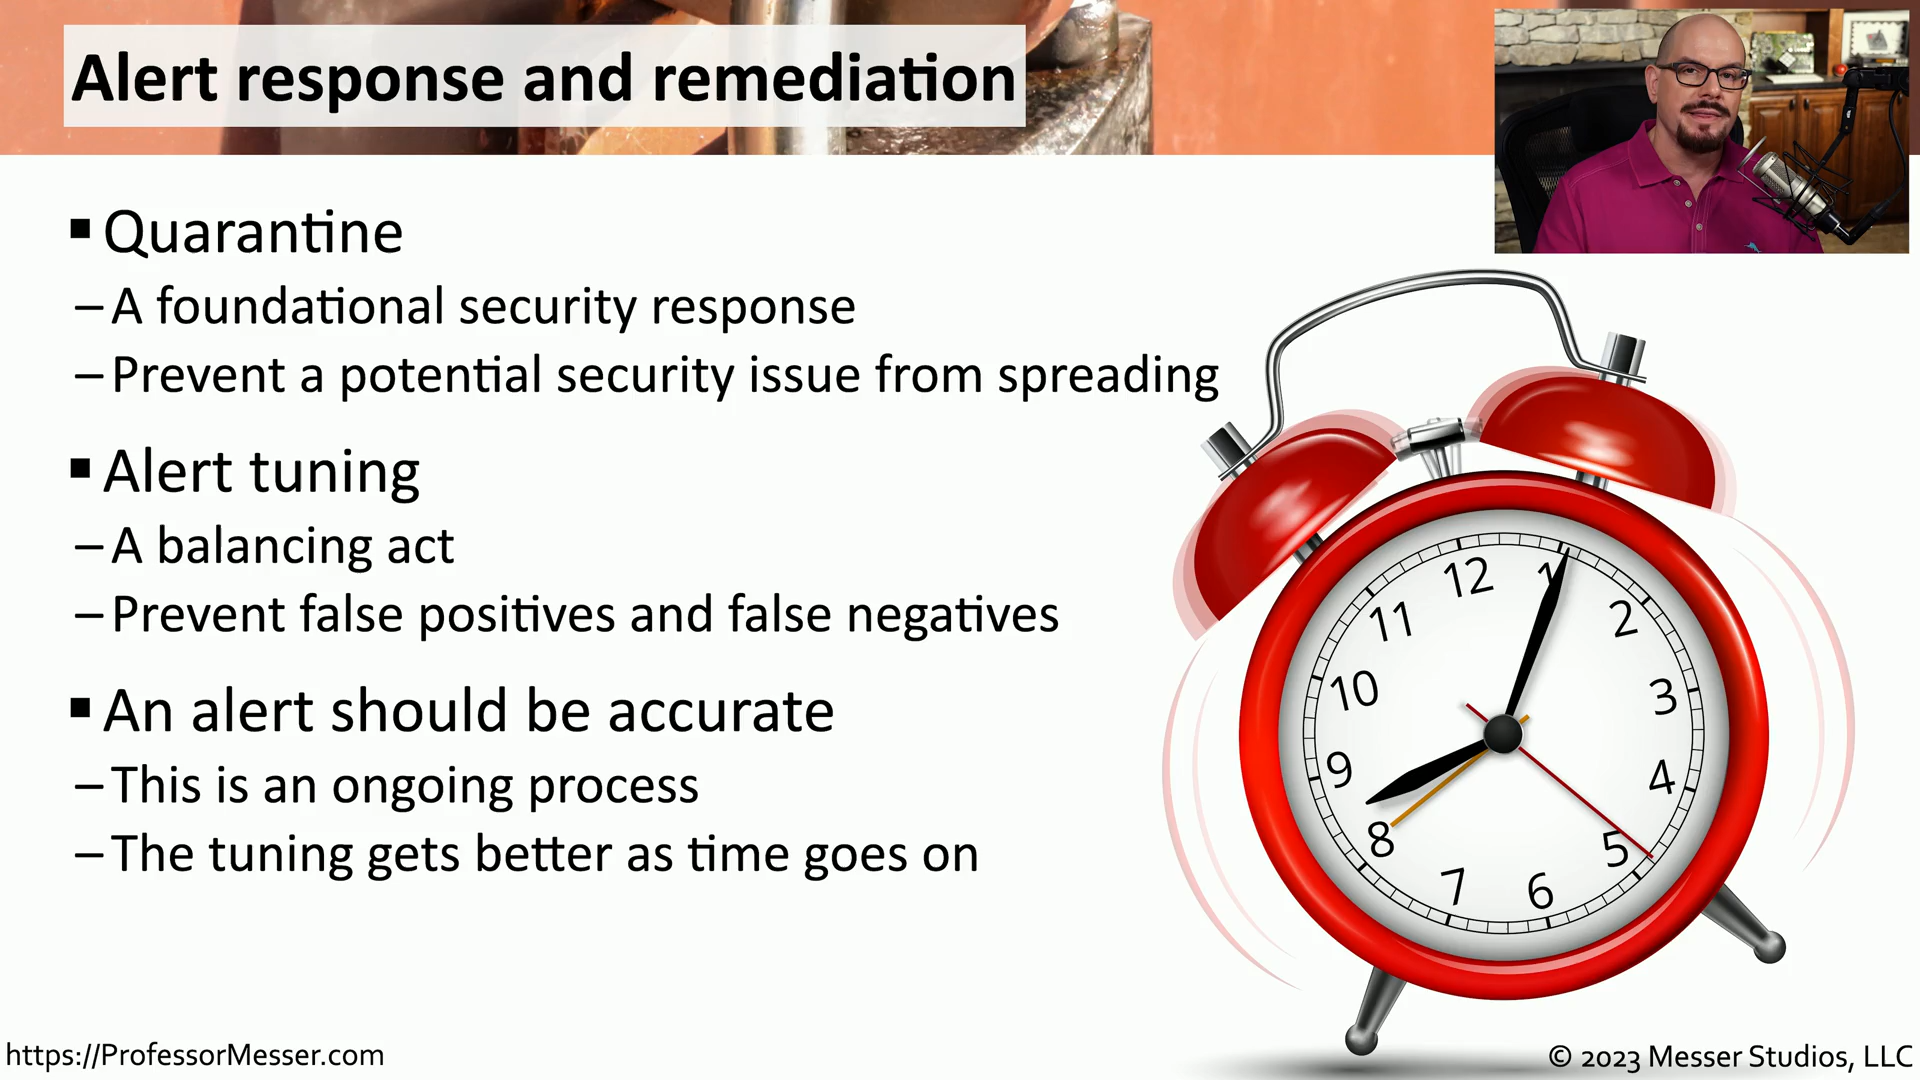 Alert response and remediation
▪ Quarantine
– A foundational security response
– Prevent a potential security issue from spreading
▪ Alert tuning
– A balancing act
– Prevent false positives and false negatives
▪ An alert should be accurate
– This is an ongoing process
– The tuning gets better as time goes on
12
1
11
2
10
3
9
4
8
5
7
6
https://ProfessorMesser.com
© 2023 Messer Studios, LLC